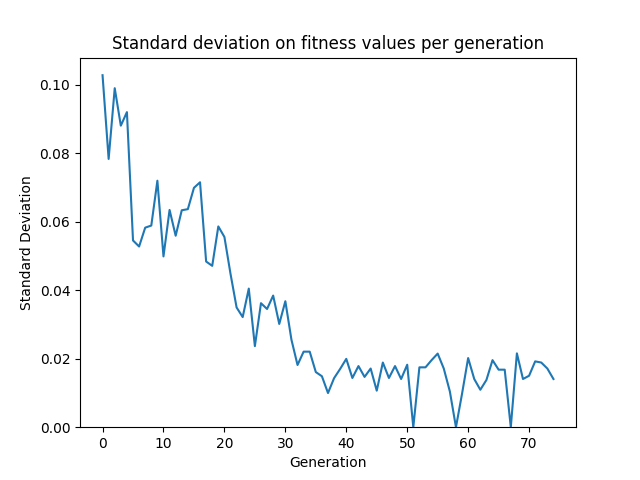 Standard deviation on fitness values per generation
0.10
0.08
0.06
0.04
0.02
0.00
Standard Deviation
0 10 20 30 40 50 60 70
Generation